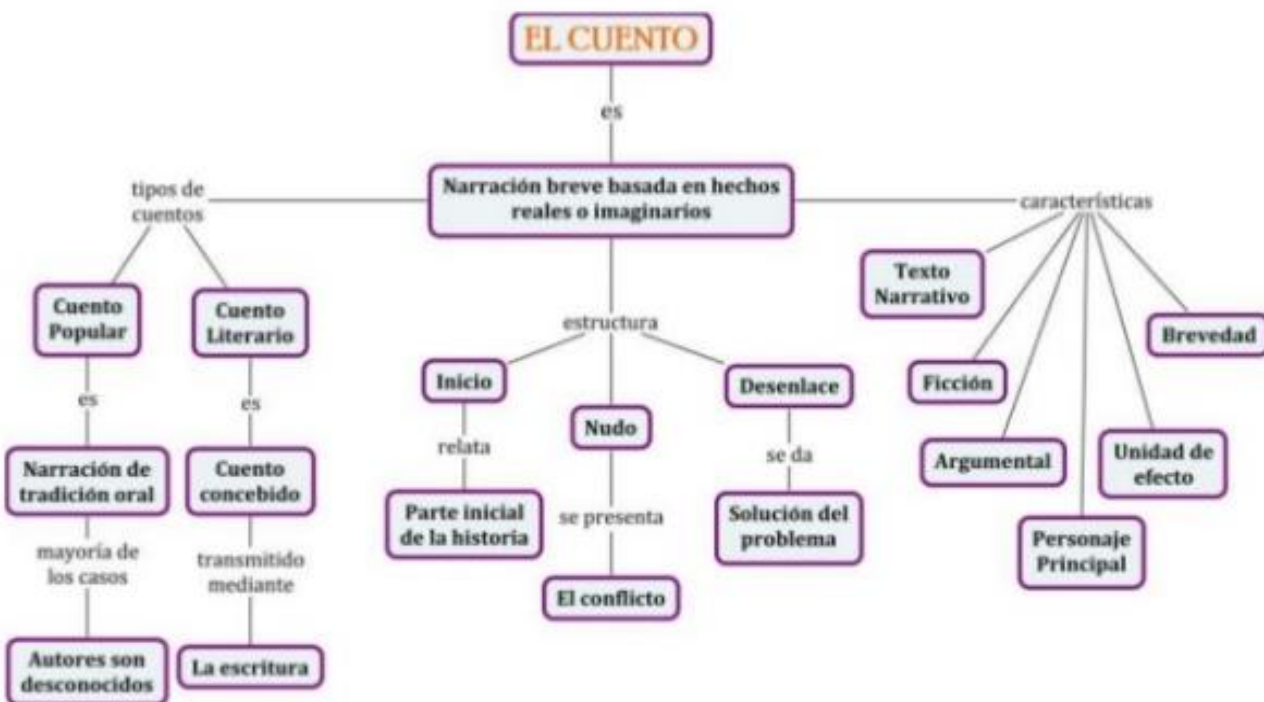 EL CUENTO
es
Narración breve basada en hechos
reales o imaginarios
tipos de
cuentos
Cuento
Popular
es
Narración de
tradición oral
mayoría de
los casos
Autores son
desconocidos
Cuento
Literario
es
Cuento
concebido
transmitido
mediante
La escritura
estructura
Inicio
relata
Parte inicial
de la historia
Nudo
se presenta
El conflicto
Desenlace
se da
Solución del
problema
características
Texto
Narrativo
Ficción
Argumental
Personaje
Principal
Unidad de
efecto
Brevedad